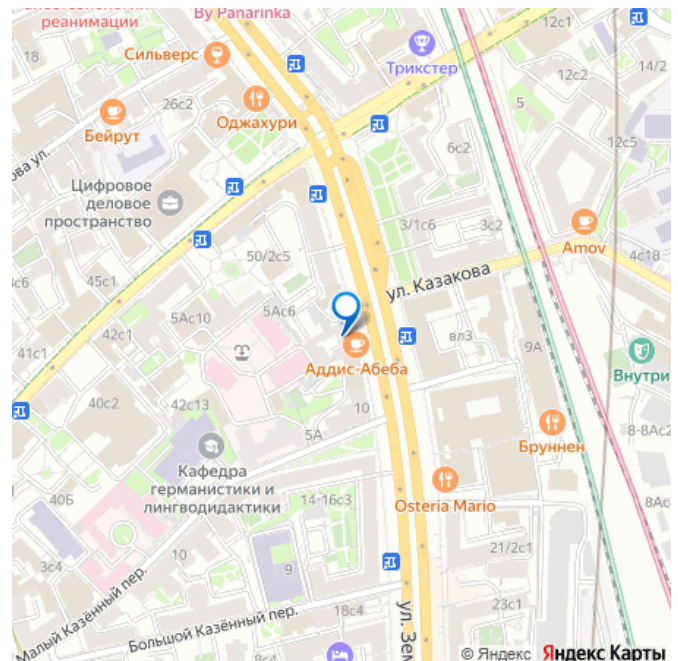 реанимации
By Panarinka
Сильверс
18
12с1
14/2
Трикстер
12с2
26с2
Оджахури
5
Бейрут
6с2
ова ул.
Цифровое
деловое
пространство
3/1с6
3с2
Amov
50/2с5
4с18
с6
45с1
ул. Казакова
5Ас10
5Ас6
42с1
вл3
9А
41с1
Аддис-Абеба
Внутри
40с2
42с13
10
5А
8-8Ас2
Бруннен
Кафедра
германистики и
лингводидактики
40Б
14-16с3
Osteria Mario
8Ас
10
21/2с1
3с4
9
Малый Казённый пер.
Большой Казённый пер.
18с4
ул. Зем
23с1
© Яндекс Яндекс Карты